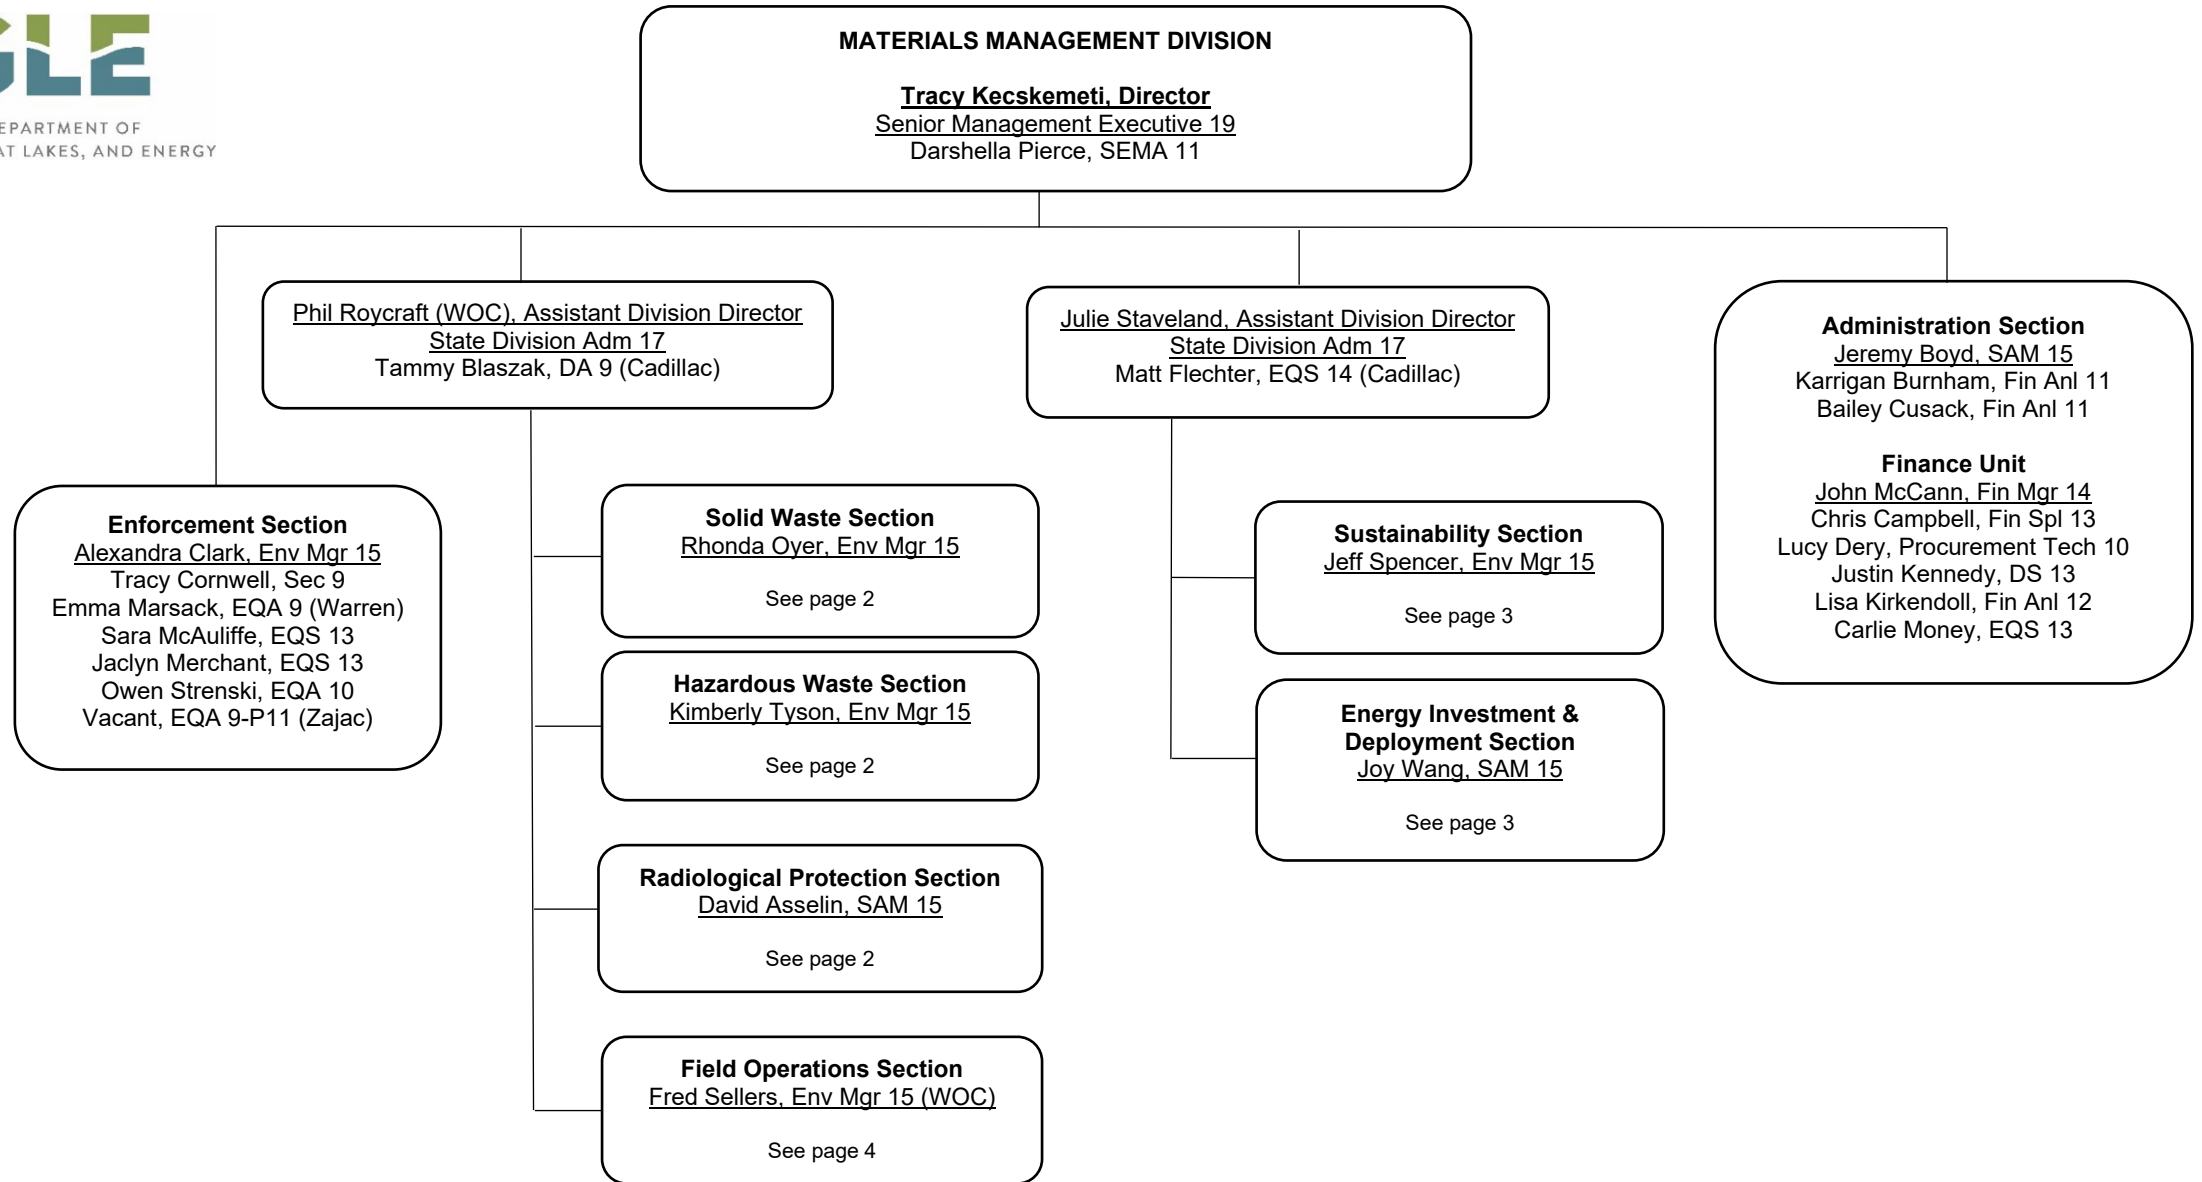 GLE
DEPARTMENT OF
LAKES, AND ENERGY
MATERIALS MANAGEMENT DIVISION
Tracy Kecskemeti, Director
Senior Management Executive 19
Darshella Pierce, SEMA 11
Phil Roycraft (WOC), Assistant Division Director
State Division Adm 17
Tammy Blaszak, DA 9 (Cadillac)
Julie Staveland, Assistant Division Director
State Division Adm 17
Matt Flechter, EQS 14 (Cadillac)
Administration Section
Jeremy Boyd, SAM 15
Karrigan Burnham, Fin Anl 11
Bailey Cusack, Fin Anl 11
Finance Unit
John McCann, Fin Mgr 14
Chris Campbell, Fin Spl 13
Lucy Dery, Procurement Tech 10
Justin Kennedy, DS 13
Lisa Kirkendoll, Fin Anl 12
Carlie Money, EQS 13
Enforcement Section
Alexandra Clark, Env Mgr 15
Tracy Cornwell, Sec 9
Emma Marsack, EQA 9 (Warren)
Sara McAuliffe, EQS 13
Jaclyn Merchant, EQS 13
Owen Strenski, EQA 10
Vacant, EQA 9-P11 (Zajac)
Solid Waste Section
Rhonda Oyer, Env Mgr 15
See page 2
Hazardous Waste Section
Kimberly Tyson, Env Mgr 15
See page 2
Radiological Protection Section
David Asselin, SAM 15
See page 2
Field Operations Section
Fred Sellers, Env Mgr 15 (WOC)
See page 4
Sustainability Section
Jeff Spencer, Env Mgr 15
See page 3
Energy Investment &
Deployment Section
Joy Wang, SAM 15
See page 3